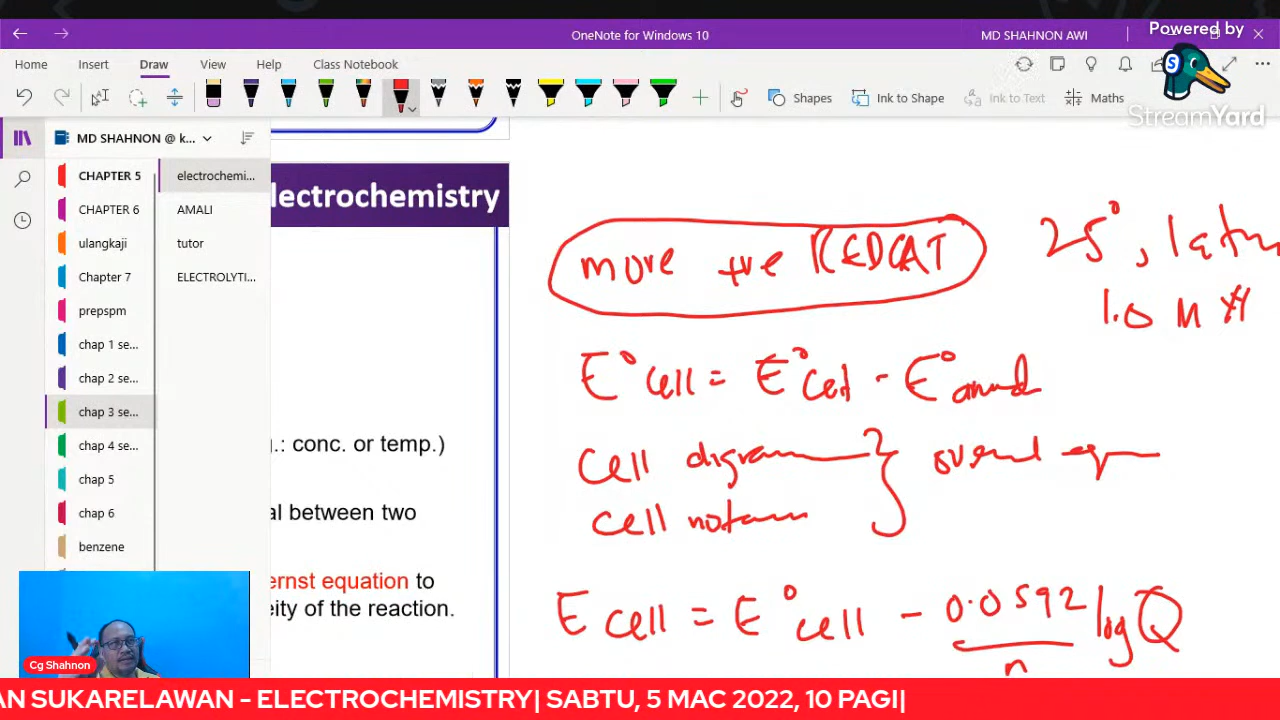 Powered by
StreamYard
OneNote for Windows 10
MD SHAHNON AWI
Home Insert Draw View Help Class Notebook
Shapes Ink to Shape Ink to Text Maths
MD SHAHNON @ k...
CHAPTER 5
CHAPTER 6
ulangkaji
Chapter 7
prepspm
chap 1 se...
chap 2 se...
chap 3 se...
chap 4 se...
chap 5
chap 6
benzene
electrochemi...
AMALI
tutor
ELECTROLYTI...
lectrochemistry
.: conc. or temp.)
al between two
ernst equation to
eity of the reaction.
more +ve REDCAT
25°, 1 atm
1.0 M
E° cell = E° cat - E° anod
cell digram
cell notan
overal eqn
E cell = E° cell - 0.0592 log Q
n
Cg Shahnon
AN SUKARELAWAN - ELECTROCHEMISTRY| SABTU, 5 MAC 2022, 10 PAGI|